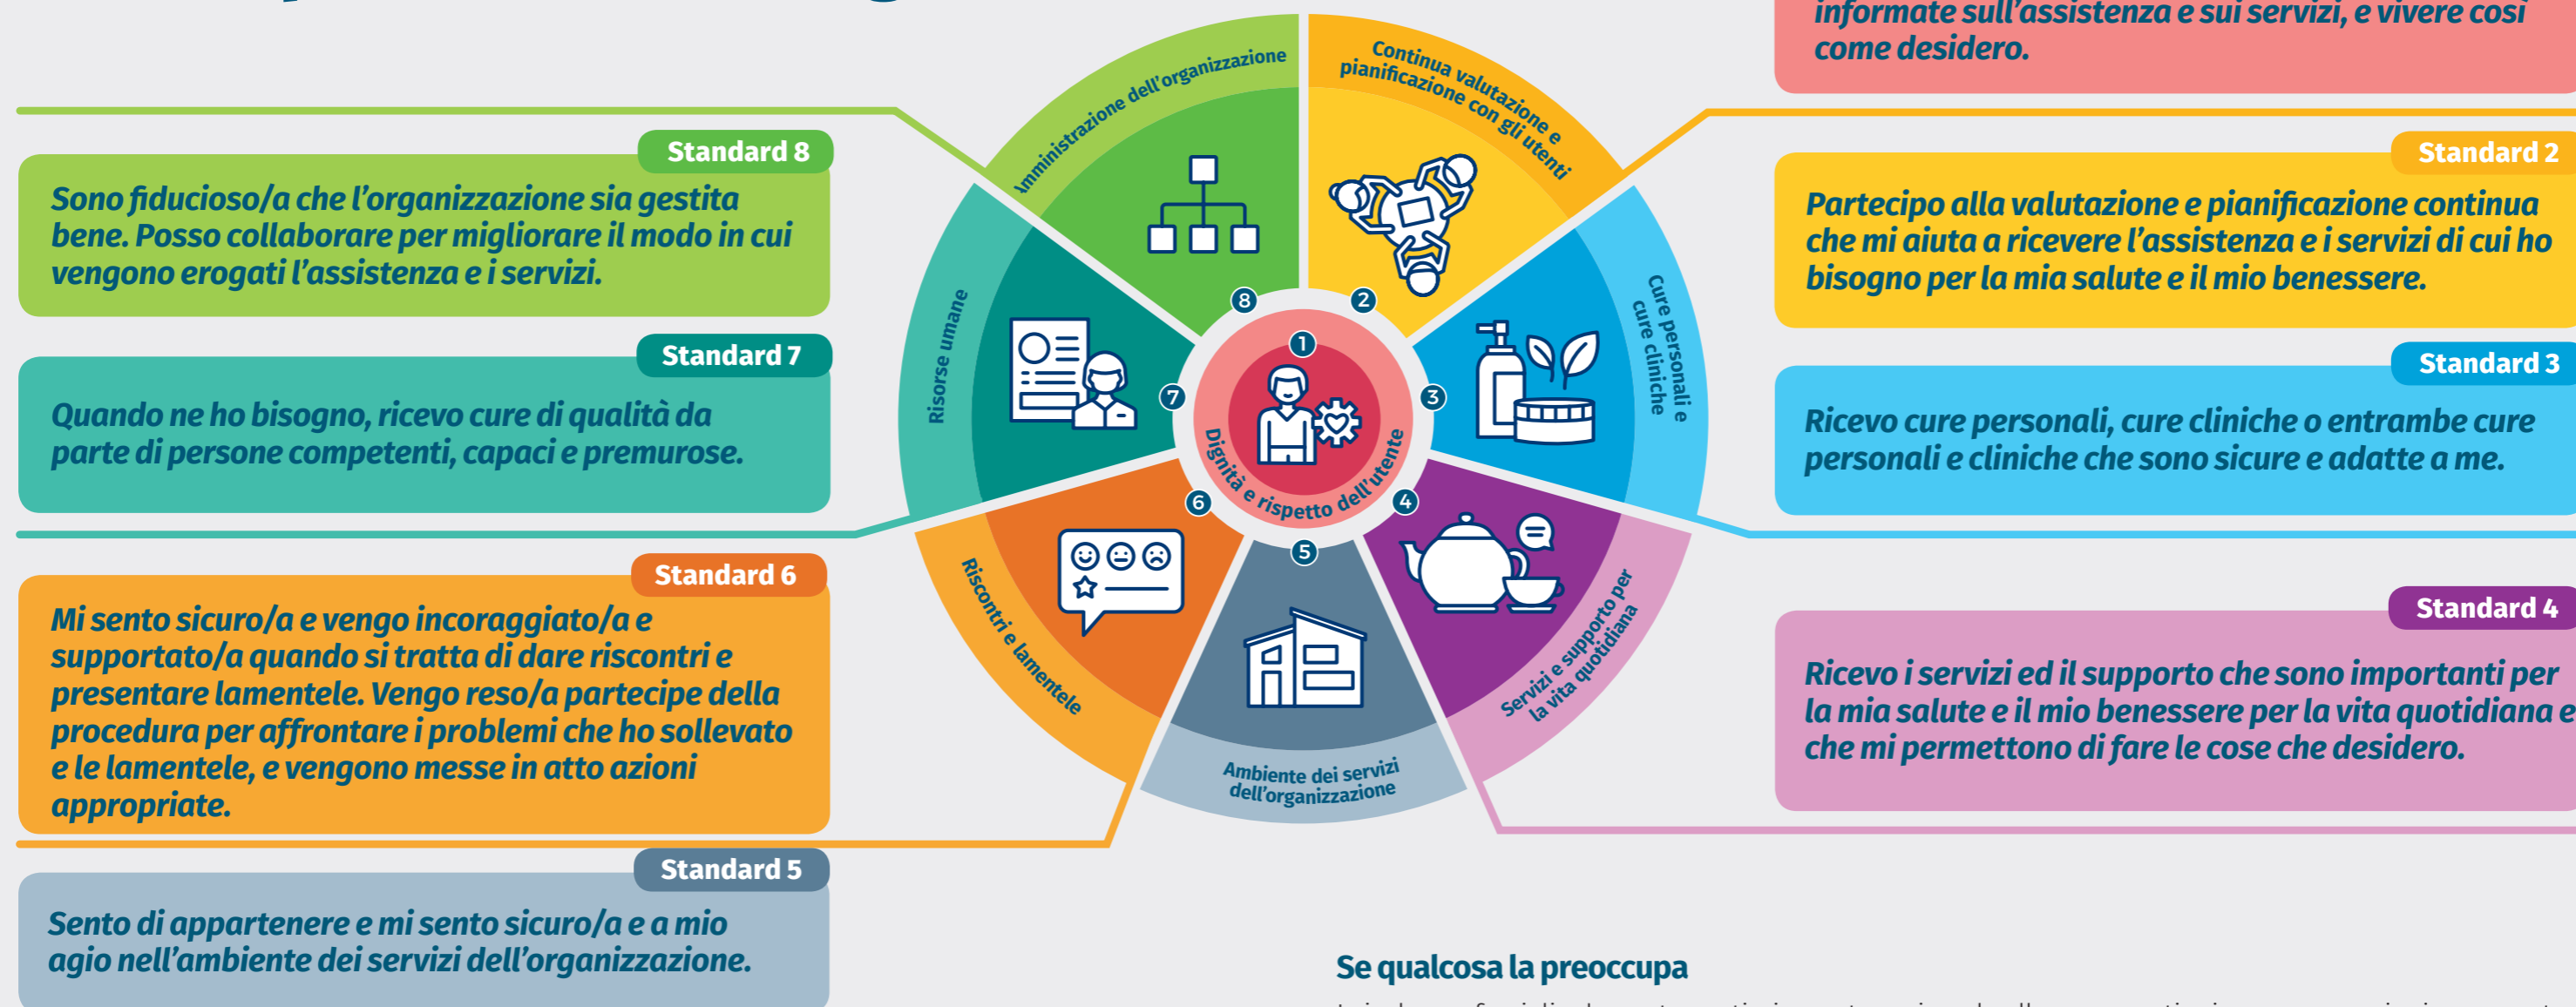 informate sull'assistenza e sui servizi, e vivere così
come desidero.
Standard 8
Sono fiducioso/a che l'organizzazione sia gestita
bene. Posso collaborare per migliorare il modo in cui
vengono erogati l'assistenza e i servizi.
Standard 7
Quando ne ho bisogno, ricevo cure di qualità da
parte di persone competenti, capaci e premurose.
Standard 6
Mi sento sicuro/a e vengo incoraggiato/a e
supportato/a quando si tratta di dare riscontri e
presentare lamentele. Vengo reso/a partecipe della
procedura per affrontare i problemi che ho sollevato
e le lamentele, e vengono messe in atto azioni
appropriate.
Standard 5
Sento di appartenere e mi sento sicuro/a e a mio
agio nell'ambiente dei servizi dell'organizzazione.
Amministrazione dell'organizzazione
Continua valutazione e
pianificazione con gli utenti
Cure personali e
cure cliniche
Servizi e supporto per
la vita quotidiana
Ambiente dei servizi
dell'organizzazione
Riscontri e lamentele
Risorse umane
8
2
1
7
3
6
4
5
Dignità e rispetto dell'utente
Standard 2
Partecipo alla valutazione e pianificazione continua
che mi aiuta a ricevere l'assistenza e i servizi di cui ho
bisogno per la mia salute e il mio benessere.
Standard 3
Ricevo cure personali, cure cliniche o entrambe cure
personali e cliniche che sono sicure e adatte a me.
Standard 4
Ricevo i servizi ed il supporto che sono importanti per
la mia salute e il mio benessere per la vita quotidiana e
che mi permettono di fare le cose che desidero.
Se qualcosa la preoccupa